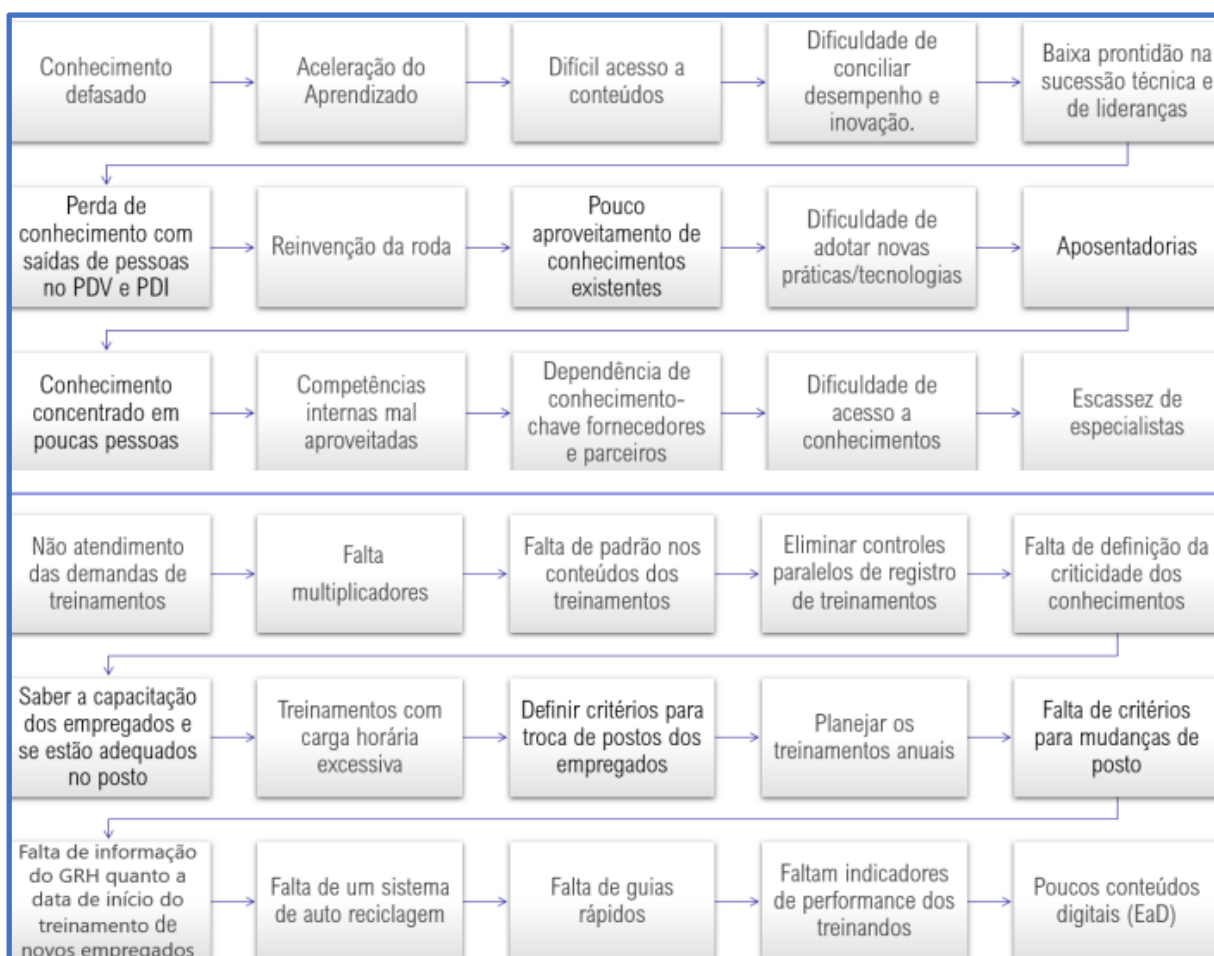 Conhecimento
defasado
Aceleração do
Aprendizado
Difícil acesso a
conteúdos
Dificuldade de
conciliar
desempenho e
inovação.
Baixa prontidão na
sucessão técnica e
de lideranças
Perda de
conhecimento com
saídas de pessoas
no PDV e PDI
Reinvenção da roda
Pouco
aproveitamento de
conhecimentos
existentes
Dificuldade de
adotar novas
práticas/tecnologias
Aposentadorias
Conhecimento
concentrado em
poucas pessoas
Competências
internas mal
aproveitadas
Dependência de
conhecimento-
chave fornecedores
e parceiros
Dificuldade de
acesso a
conhecimentos
Escassez de
especialistas
Não atendimento
das demandas de
treinamentos
Falta
multiplicadores
Falta de padrão nos
conteúdos dos
treinamentos
Eliminar controles
paralelos de registro
de treinamentos
Falta de definição da
criticidade dos
conhecimentos
Saber a capacitação
dos empregados e
se estão adequados
no posto
Treinamentos com
carga horária
excessiva
Definir critérios para
troca de postos dos
empregados
Planejar os
treinamentos anuais
Falta de critérios
para mudanças de
posto
Falta de informação
do GRH quanto a
data de início do
treinamento de
novos empregados
Falta de um sistema
de auto reciclagem
Falta de guias
rápidos
Faltam indicadores
de performance dos
treinandos
Poucos conteúdos
digitais (EaD)